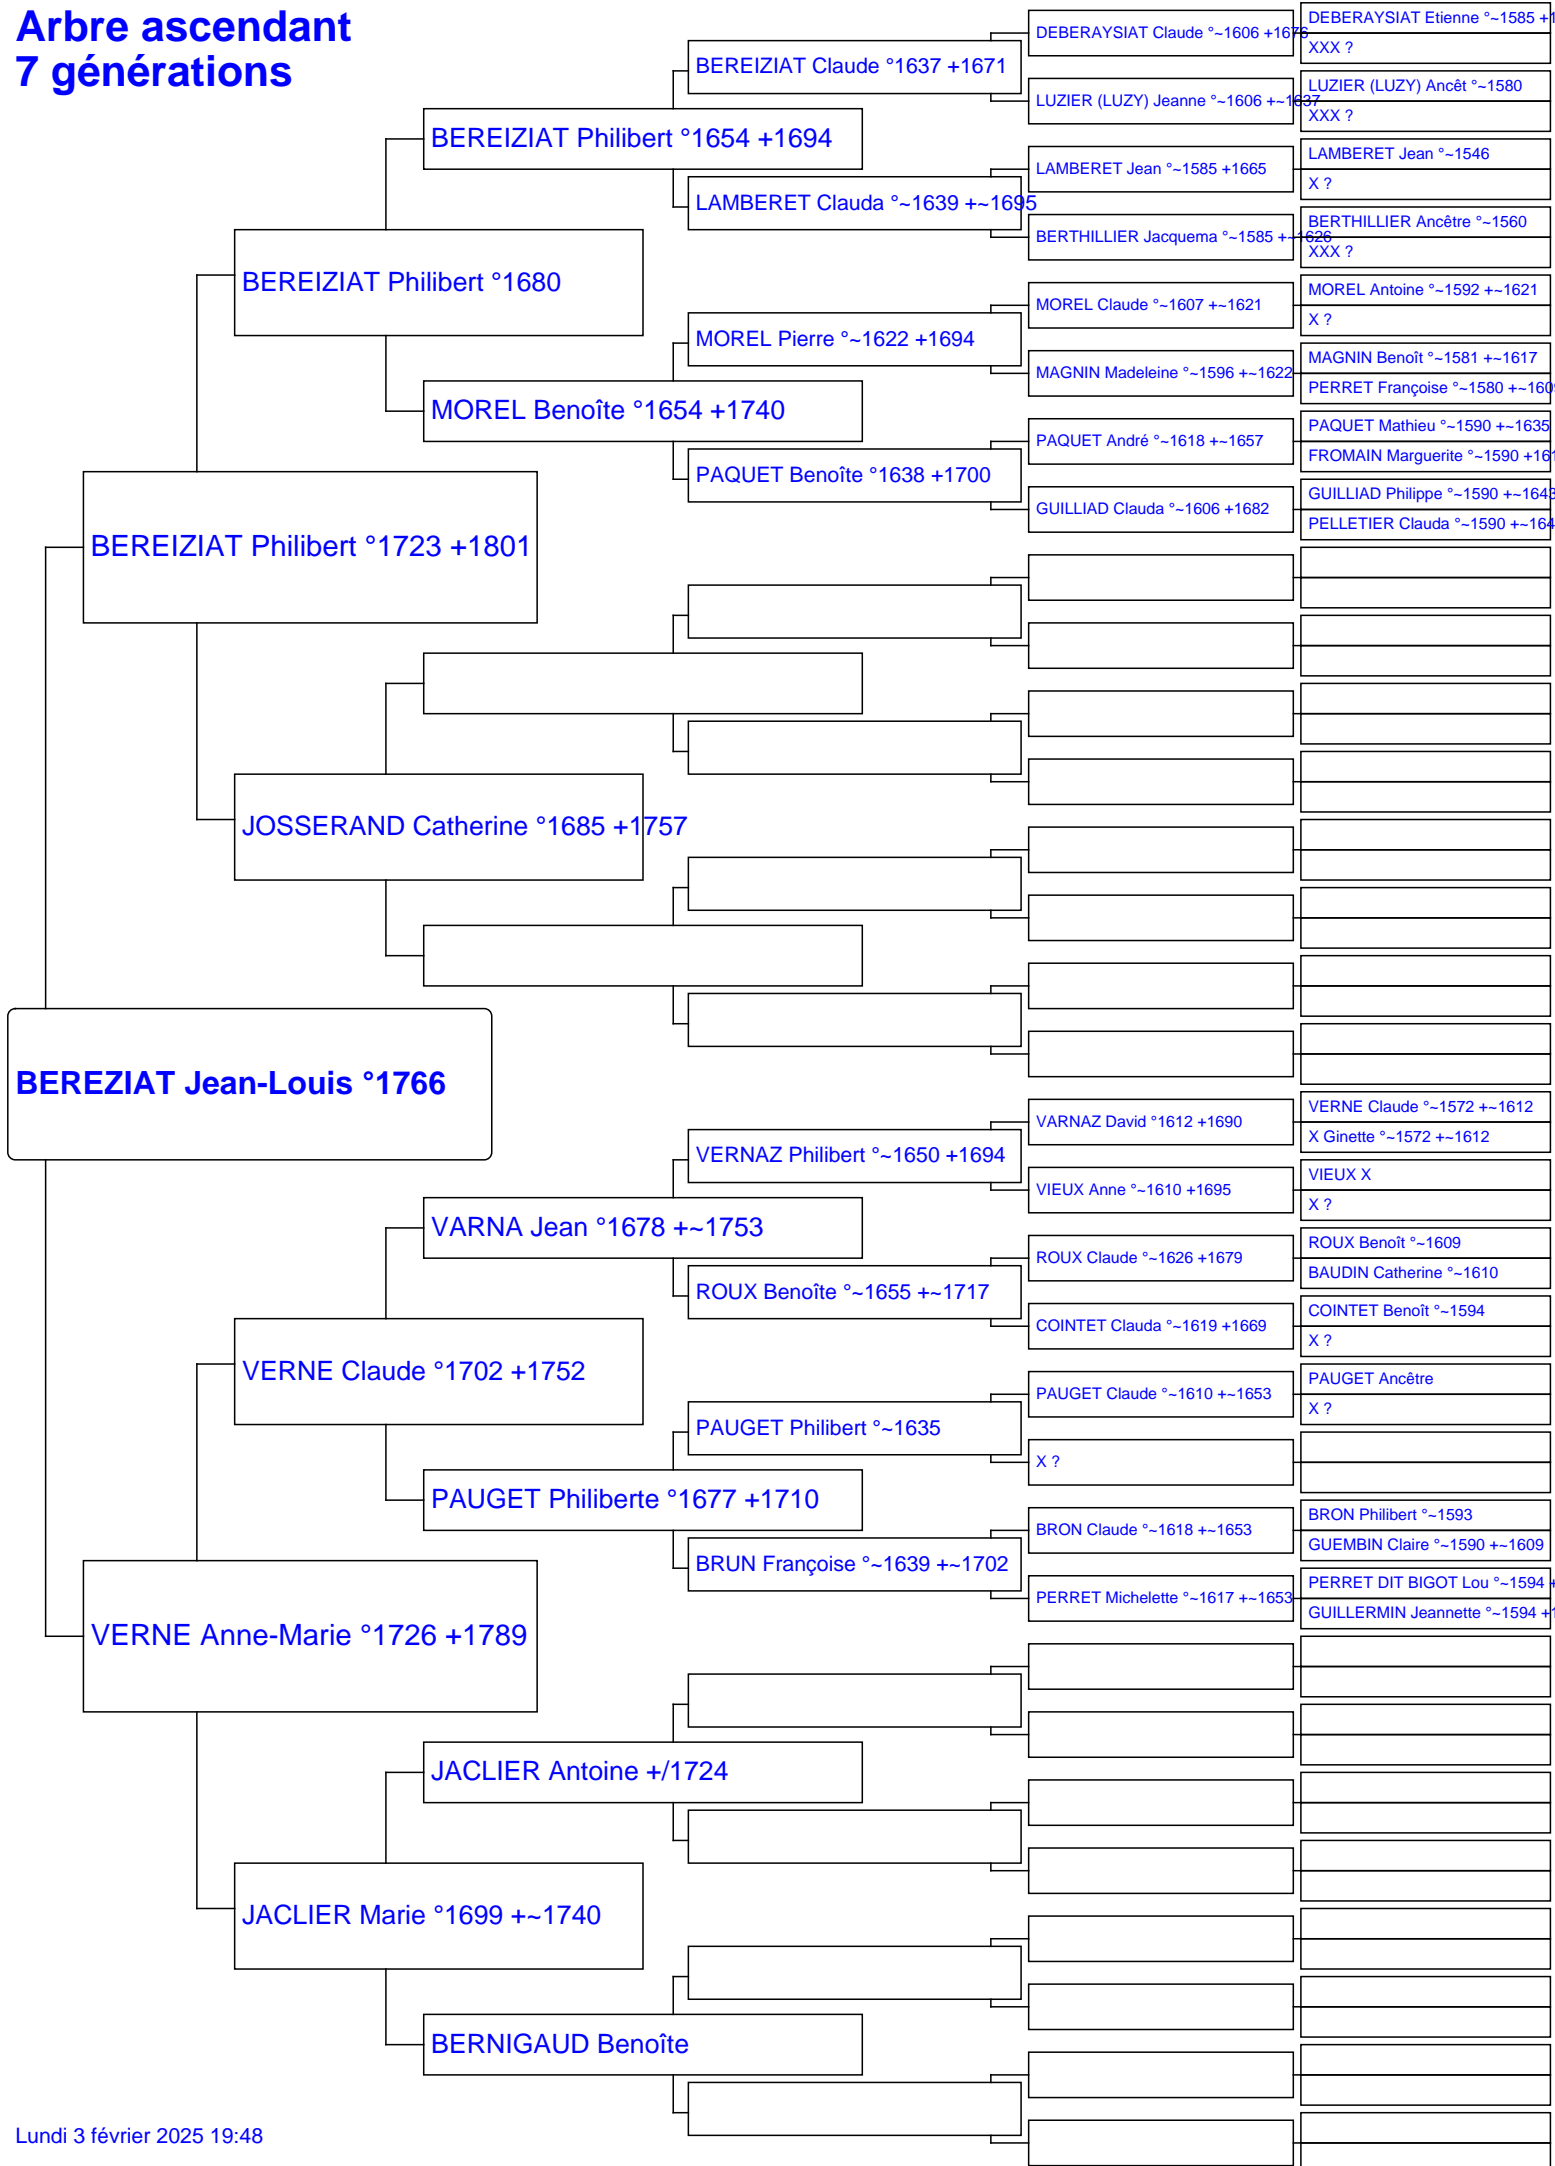 Arbre ascendant
7 générations
BEREZIAT Jean-Louis °1766
BEREIZIAT Philibert °1723 +1801
VERNE Anne-Marie °1726 +1789
BEREIZIAT Philibert °1680
JOSSERAND Catherine °1685 +1757
VERNE Claude °1702 +1752
JACLIER Marie °1699 +~1740
BEREIZIAT Philibert °1654 +1694
MOREL Benoîte °1654 +1740
VARNA Jean °1678 +~1753
PAUGET Philiberte °1677 +1710
JACLIER Antoine +/1724
BERNIGAUD Benoîte
BEREIZIAT Claude °1637 +1671
LAMBERET Clauda °~1639 +~1695
MOREL Pierre °~1622 +1694
PAQUET Benoîte °1638 +1700
VERNAZ Philibert °~1650 +1694
ROUX Benoîte °~1655 +~1717
PAUGET Philibert °~1635
BRUN Françoise °~1639 +~1702
DEBERAYSIAT Claude °~1606 +1676
LUZIER (LUZY) Jeanne °~1606 +~1637
LAMBERET Jean °~1585 +1665
BERTHILLIER Jacquema °~1585 +~1626
MOREL Claude °~1607 +~1621
MAGNIN Madeleine °~1596 +~1622
PAQUET André °~1618 +~1657
GUILLIAD Clauda °~1606 +1682
VARNAZ David °1612 +1690
VIEUX Anne °~1610 +1695
ROUX Claude °~1626 +1679
COINTET Clauda °~1619 +1669
PAUGET Claude °~1610 +~1653
X ?
BRON Claude °~1618 +~1653
PERRET Michelette °~1617 +~1653
DEBERAYSIAT Etienne °~1585 +1
XXX ?
LUZIER (LUZY) Ancêt °~1580
XXX ?
LAMBERET Jean °~1546
X ?
BERTHILLIER Ancêtre °~1560
XXX ?
MOREL Antoine °~1592 +~1621
X ?
MAGNIN Benoît °~1581 +~1617
PERRET Françoise °~1580 +~1609
PAQUET Mathieu °~1590 +~1635
FROMAIN Marguerite °~1590 +161
GUILLIAD Philippe °~1590 +~1643
PELLETIER Clauda °~1590 +~164
VERNE Claude °~1572 +~1612
X Ginette °~1572 +~1612
VIEUX X
X ?
ROUX Benoît °~1609
BAUDIN Catherine °~1610
COINTET Benoît °~1594
X ?
PAUGET Ancêtre
X ?
BRON Philibert °~1593
GUEMBIN Claire °~1590 +~1609
PERRET DIT BIGOT Lou °~1594 +
GUILLERMIN Jeannette °~1594 +1
Lundi 3 février 2025 19:48